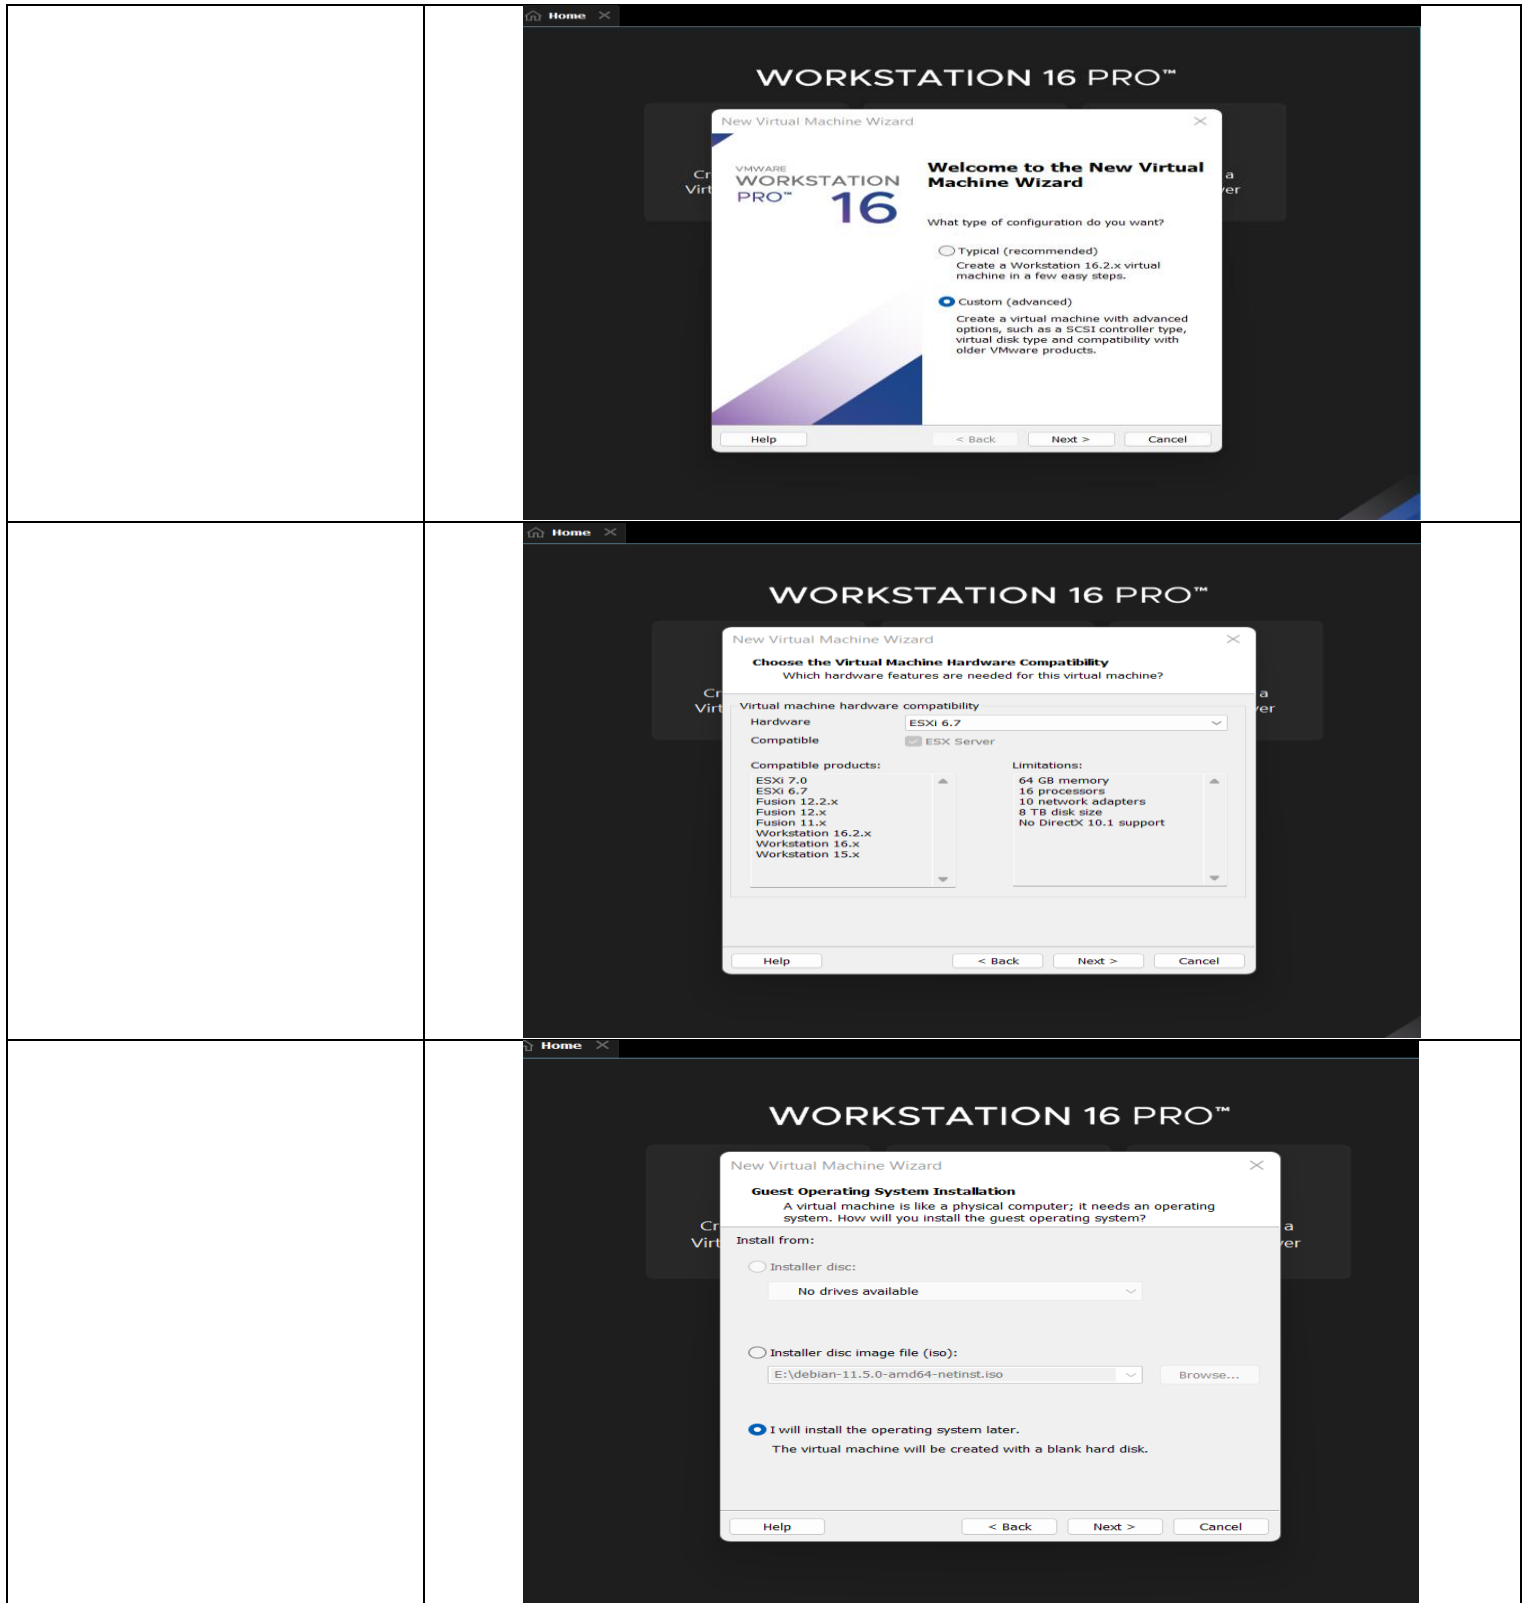 Home
WORKSTATION 16 PRO™
New Virtual Machine Wizard
VMWARE
WORKSTATION
PRO™ 16
Welcome to the New Virtual
Machine Wizard
What type of configuration do you want?
Typical (recommended)
Create a Workstation 16.2.x virtual
machine in a few easy steps.
Custom (advanced)
Create a virtual machine with advanced
options, such as a SCSI controller type,
virtual disk type and compatibility with
older VMware products.
Cr
Virt
a
er
Help
< Back
Next >
Cancel
Home
WORKSTATION 16 PRO™
New Virtual Machine Wizard
Choose the Virtual Machine Hardware Compatibility
Which hardware features are needed for this virtual machine?
Cr
Virt
a
er
Virtual machine hardware compatibility
Hardware
ESXi 6.7
Compatible
ESX Server
Compatible products:
ESXi 7.0
ESXi 6.7
Fusion 12.2.x
Fusion 12.x
Fusion 11.x
Workstation 16.2.x
Workstation 16.x
Workstation 15.x
Limitations:
64 GB memory
16 processors
10 network adapters
8 TB disk size
No DirectX 10.1 support
Help
< Back
Next >
Cancel
Home
WORKSTATION 16 PRO™
New Virtual Machine Wizard
Guest Operating System Installation
A virtual machine is like a physical computer; it needs an operating
system. How will you install the guest operating system?
Cr
Virt
a
er
Install from:
Installer disc:
No drives available
Installer disc image file (iso):
E:\debian-11.5.0-amd64-netinst.iso
Browse...
I will install the operating system later.
The virtual machine will be created with a blank hard disk.
Help
< Back
Next >
Cancel